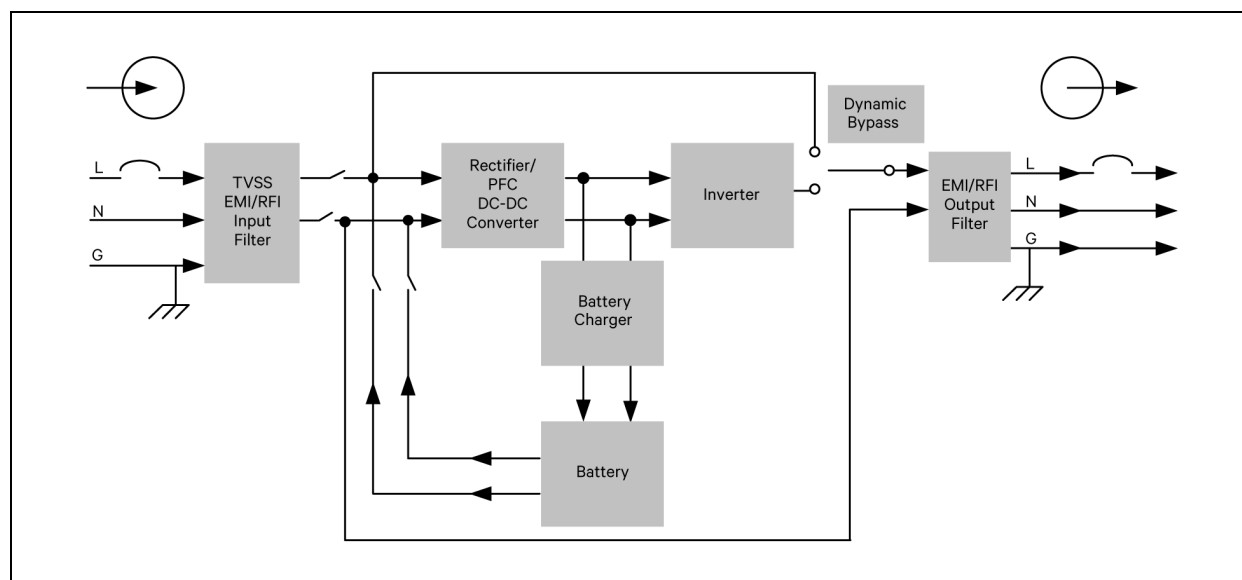 Dynamic
Bypass
L
TVSS
EMI/RFI
Input
Filter
N
G
Rectifier/
PFC
DC-DC
Converter
Inverter
EMI/RFI
Output
Filter
L
N
G
Battery
Charger
Battery